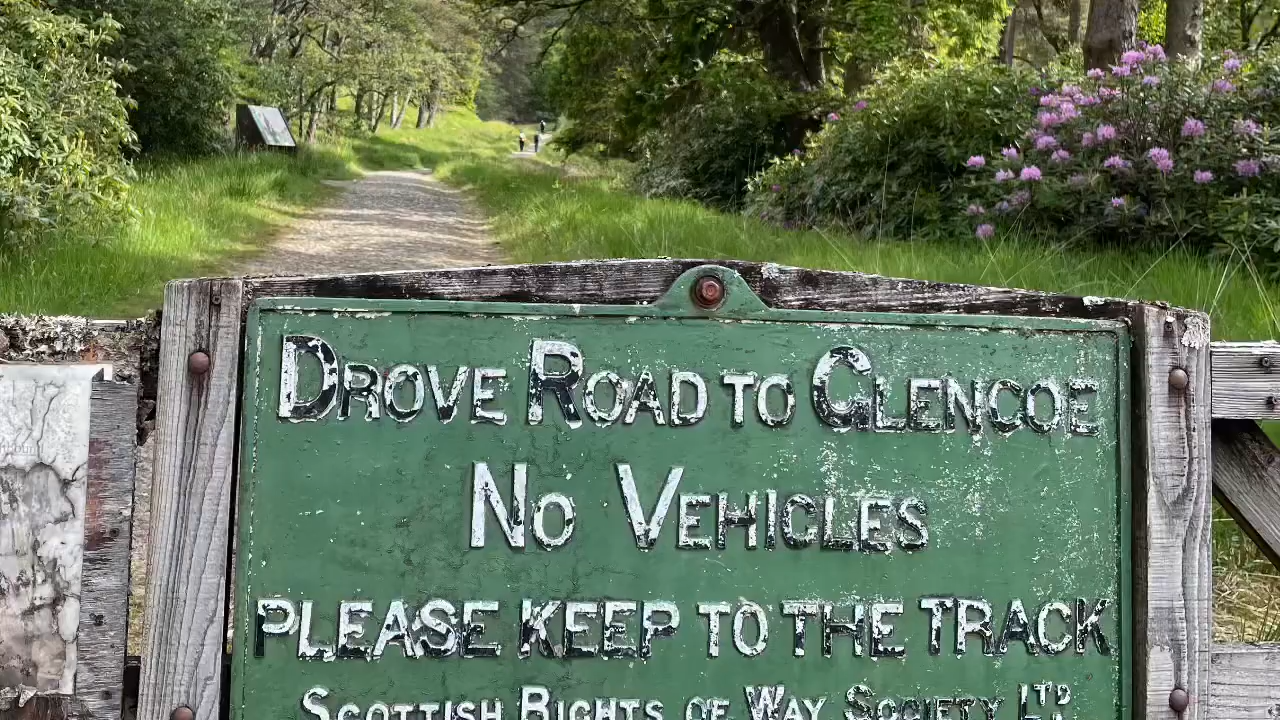 DROVE ROAD TO GLENCOE
NO VEHICLES
PLEASE KEEP TO THE TRACK
SCOTTISH RIGHTS OF WAY SOCIETY LTD